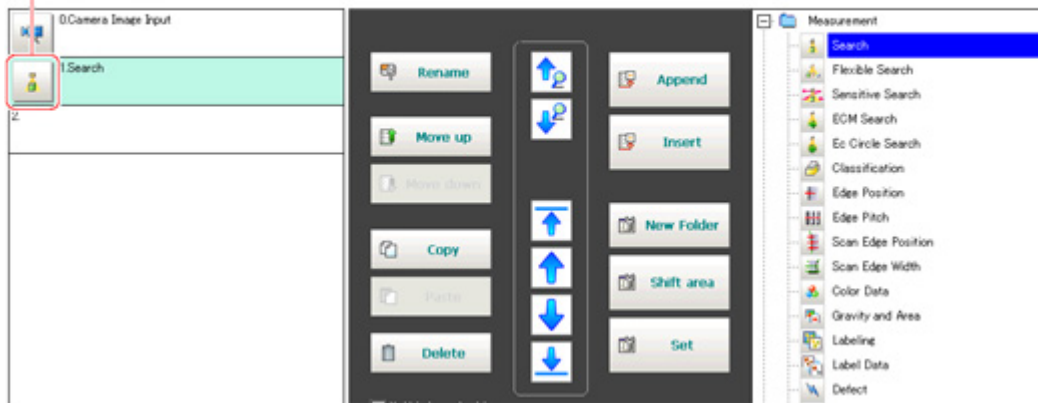 0.Camera Image Input
1.Search
2.
Rename
Move up
Move down
Copy
Paste
Delete
Append
Insert
New Folder
Shift area
Set
Measurement
Search
Flexible Search
Sensitive Search
ECM Search
Ec Circle Search
Classification
Edge Position
Edge Pitch
Scan Edge Position
Scan Edge Width
Color Data
Gravity and Area
Labeling
Label Data
Defect